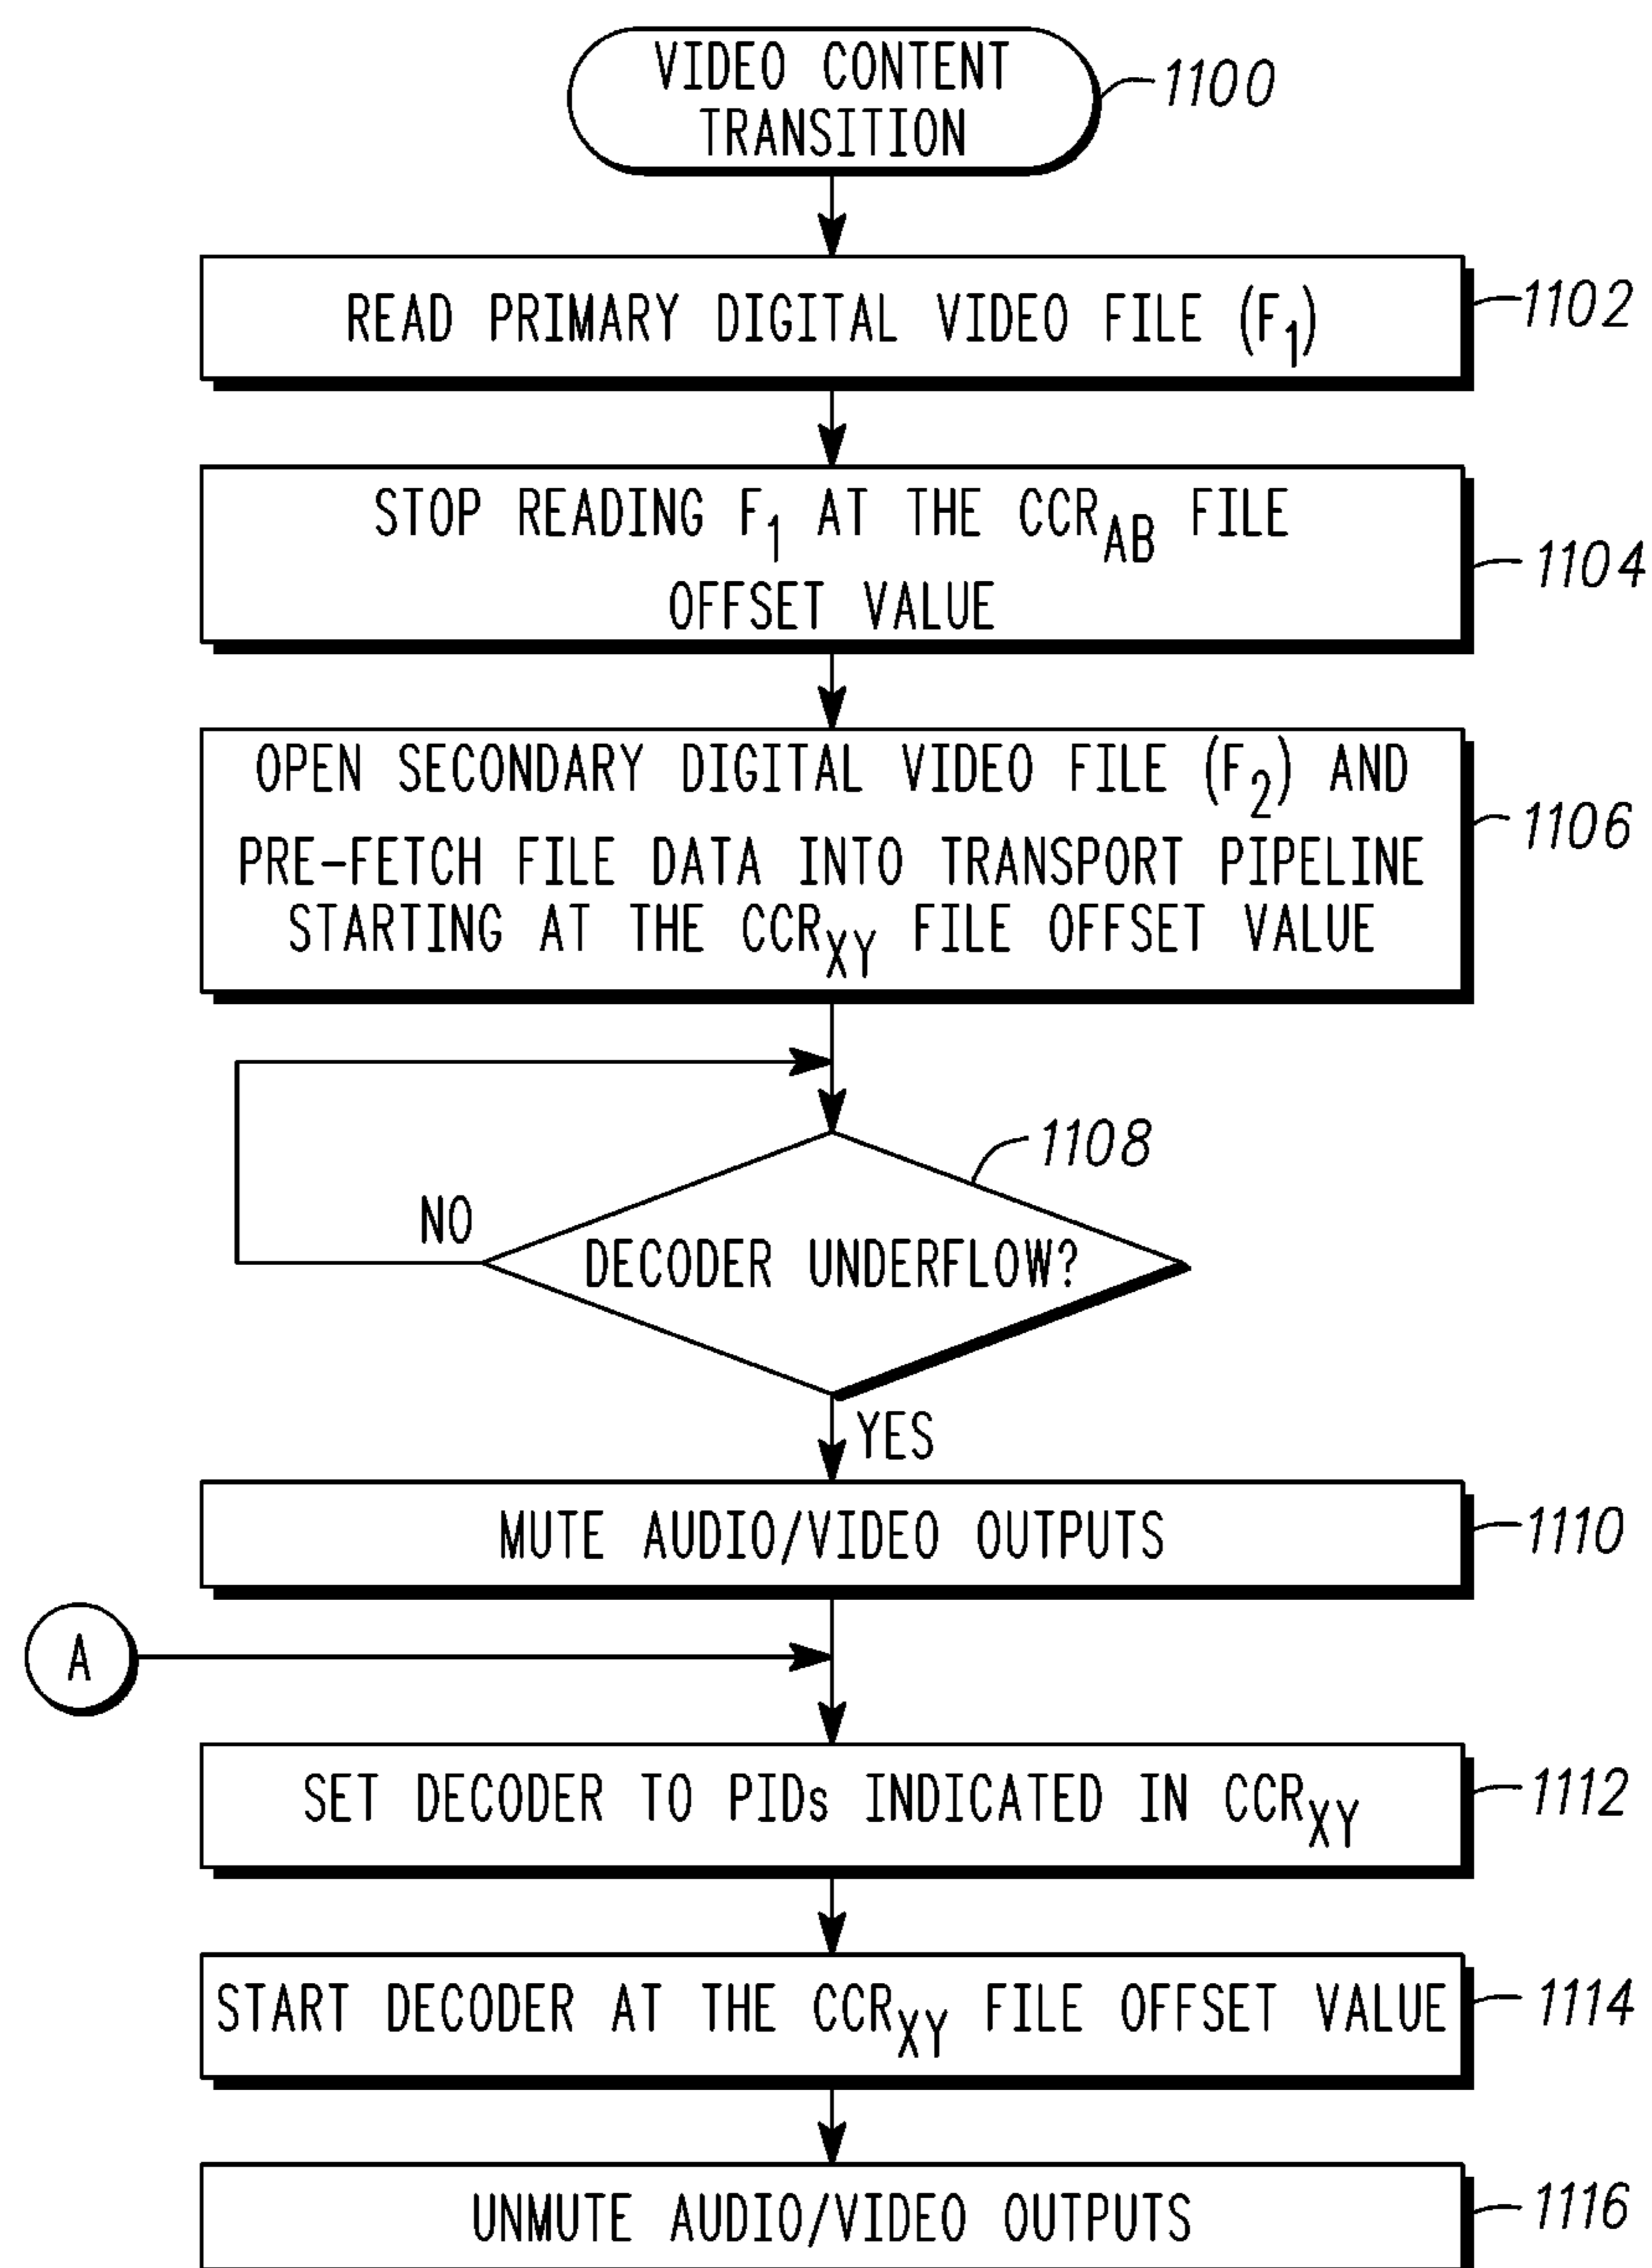 VIDEO CONTENT
TRANSITION
1100
READ PRIMARY DIGITAL VIDEO FILE (F1)
1102
STOP READING F1 AT THE CCRAB FILE
OFFSET VALUE
1104
OPEN SECONDARY DIGITAL VIDEO FILE (F2) AND
PRE-FETCH FILE DATA INTO TRANSPORT PIPELINE
STARTING AT THE CCRXY FILE OFFSET VALUE
1106
1108
NO
DECODER UNDERFLOW?
YES
MUTE AUDIO/VIDEO OUTPUTS
1110
A
SET DECODER TO PIDs INDICATED IN CCRXY
1112
START DECODER AT THE CCRXY FILE OFFSET VALUE
1114
UNMUTE AUDIO/VIDEO OUTPUTS
1116